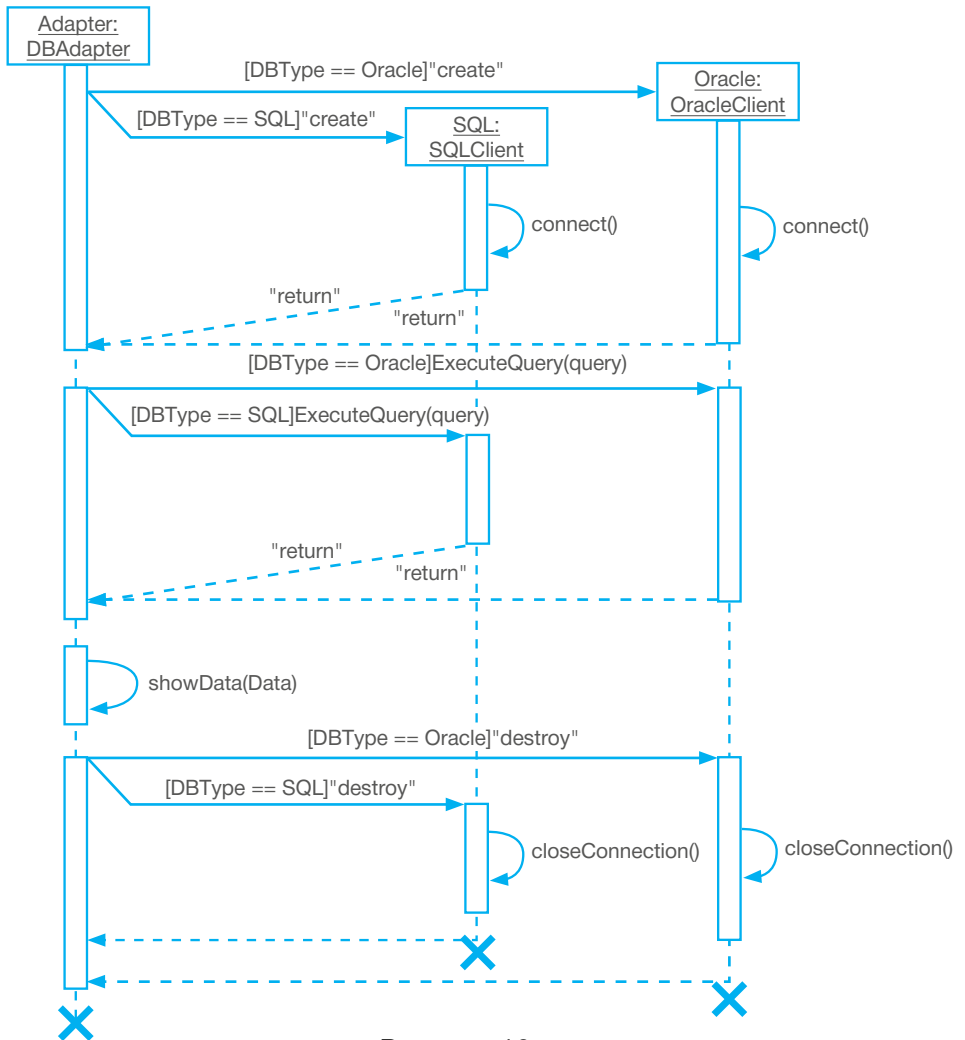 Adapter:
DBAdapter
[DBType == Oracle]"create"
Oracle:
OracleClient
[DBType == SQL]"create"
SQL:
SQLClient
connect()
connect()
"return"
"return"
[DBType == Oracle]ExecuteQuery(query)
[DBType == SQL]ExecuteQuery(query)
"return"
"return"
showData(Data)
[DBType == Oracle]"destroy"
[DBType == SQL]"destroy"
closeConnection()
closeConnection()